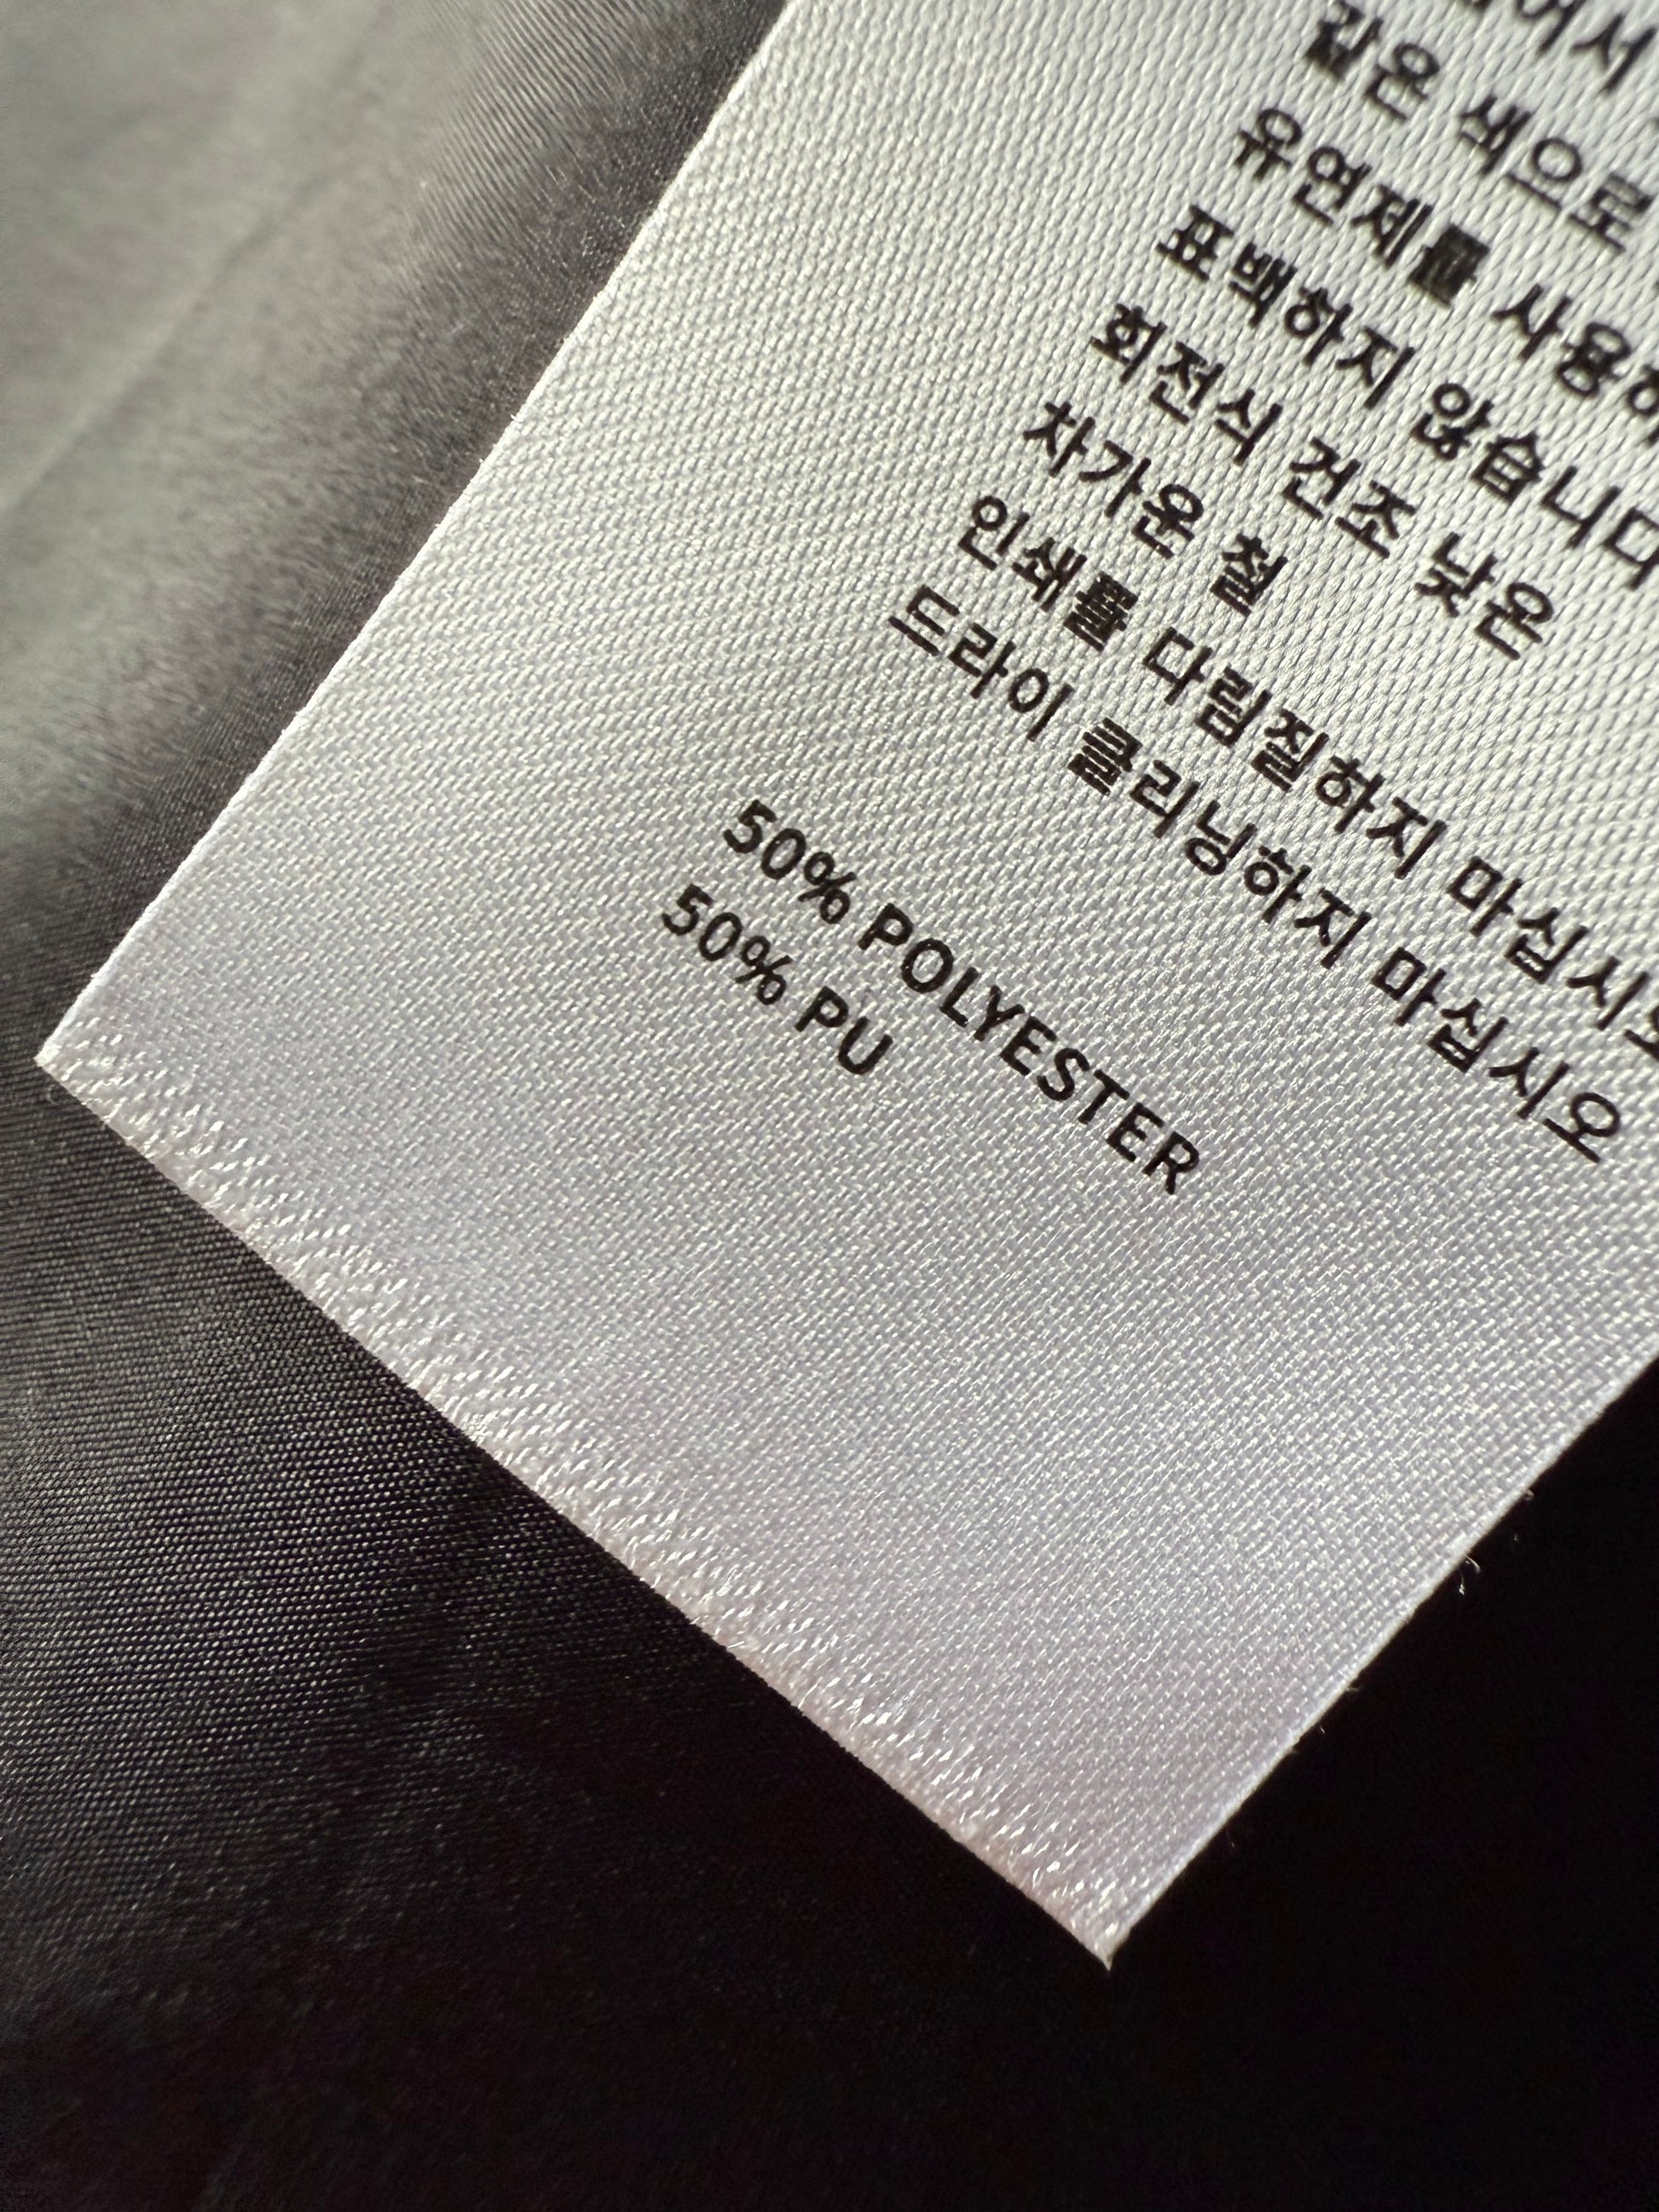 같은 색으로
유연제를 사용하
표백하지 않습니다
회전식 건조 낮은
차가운 철
인쇄를 다림질하지 마십시오
드라이 클리닝하지 마십시오
50% POLYESTER
50% PU